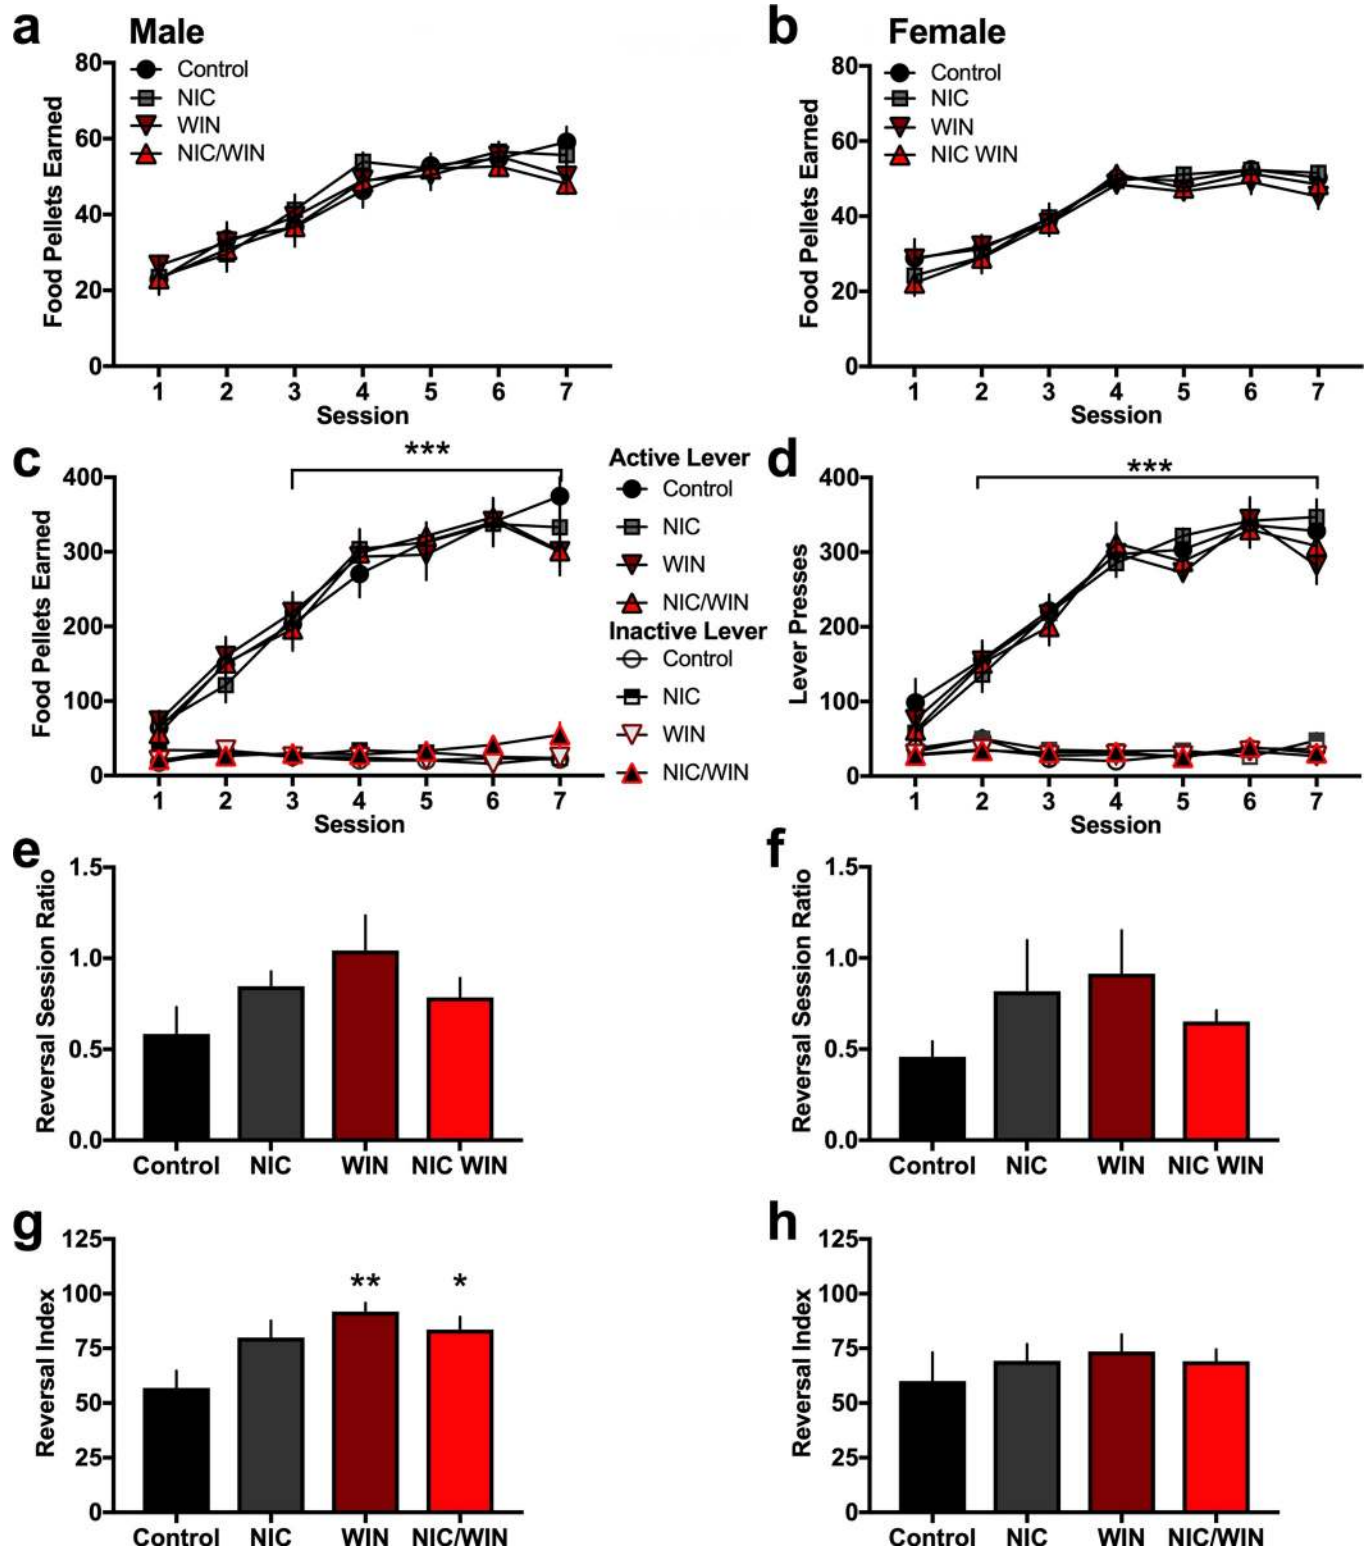 a Male
80
60
40
20
0
Food Pellets Earned
Control
NIC
WIN
NIC/WIN
1 2 3 4 5 6 7
Session
b Female
80
60
40
20
0
Food Pellets Earned
Control
NIC
WIN
NIC WIN
1 2 3 4 5 6 7
Session
c
***
400
300
200
100
0
Food Pellets Earned
1 2 3 4 5 6 7
Session
Active Lever
Control
NIC
WIN
NIC/WIN
Inactive Lever
Control
NIC
WIN
NIC/WIN
d
***
400
300
200
100
0
Lever Presses
1 2 3 4 5 6 7
Session
e
1.5
1.0
0.5
0.0
Reversal Session Ratio
Control NIC WIN NIC WIN
f
1.5
1.0
0.5
0.0
Reversal Session Ratio
Control NIC WIN NIC WIN
g
125
100
75
50
25
0
Reversal Index
** *
Control NIC WIN NIC/WIN
h
125
100
75
50
25
0
Reversal Index
Control NIC WIN NIC/WIN